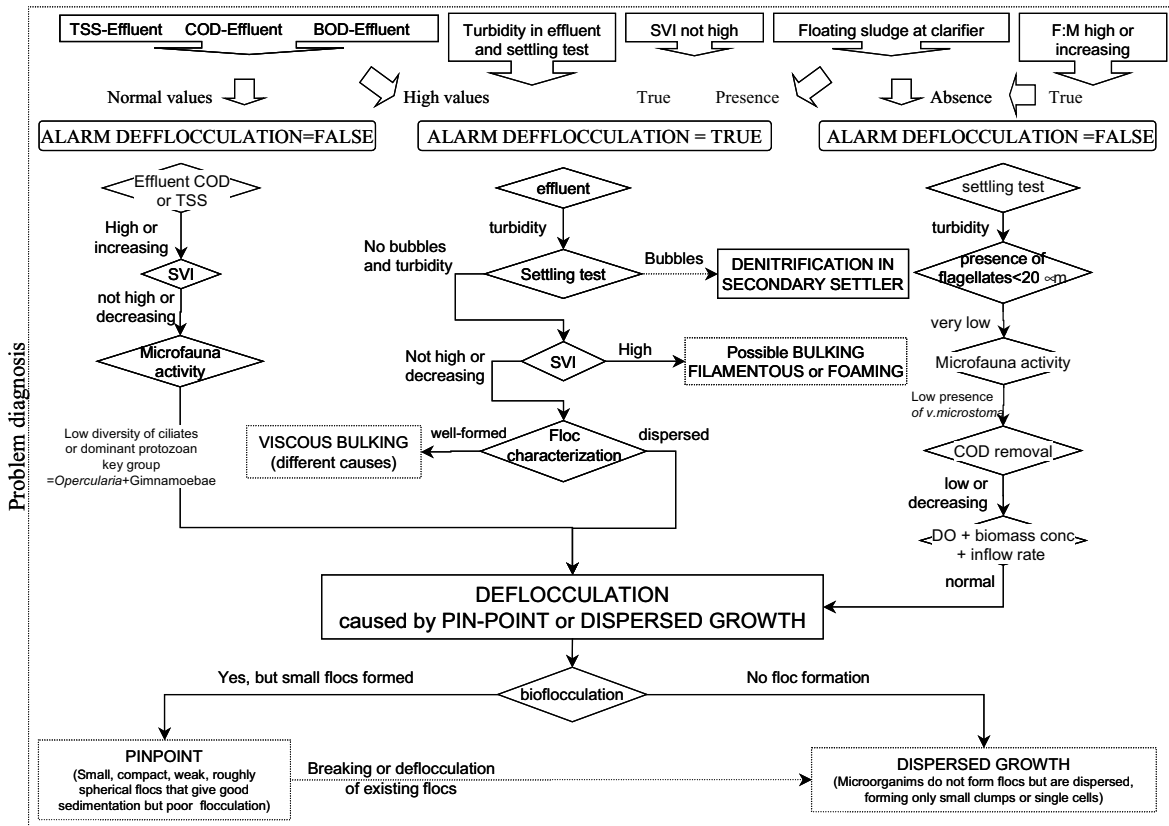 TSS-Effluent COD-Effluent BOD-Effluent
Turbidity in effluent
and settling test
SVI not high
Floating sludge at clarifier
F:M high or
increasing
Normal values
High values
True
Presence
Absence
True
ALARM DEFFLOCCULATION=FALSE
ALARM DEFFLOCCULATION = TRUE
ALARM DEFLOCCULATION =FALSE
Problem diagnosis
Effluent COD
or TSS
High or
increasing
SVI
not high or
decreasing
Microfauna
activity
Low diversity of ciliates
or dominant protozoan
key group
=Opercularia+Gimnamoebae
effluent
turbidity
No bubbles
and turbidity
Settling test
Bubbles
DENITRIFICATION IN
SECONDARY SETTLER
Not high or
decreasing
SVI
High
Possible BULKING
FILAMENTOUS or FOAMING
VISCOUS BULKING
(different causes)
well-formed
Floc
characterization
dispersed
settling test
turbidity
presence of
flagellates<20 ∝m
very low
Microfauna activity
Low presence
of v.microstoma
COD removal
low or
decreasing
DO + biomass conc
+ inflow rate
normal
DEFLOCCULATION
caused by PIN-POINT or DISPERSED GROWTH
Yes, but small flocs formed
bioflocculation
No floc formation
PINPOINT
(Small, compact, weak, roughly
spherical flocs that give good
sedimentation but poor flocculation)
Breaking or deflocculation
of existing flocs
DISPERSED GROWTH
(Microorganims do not form flocs but are dispersed,
forming only small clumps or single cells)